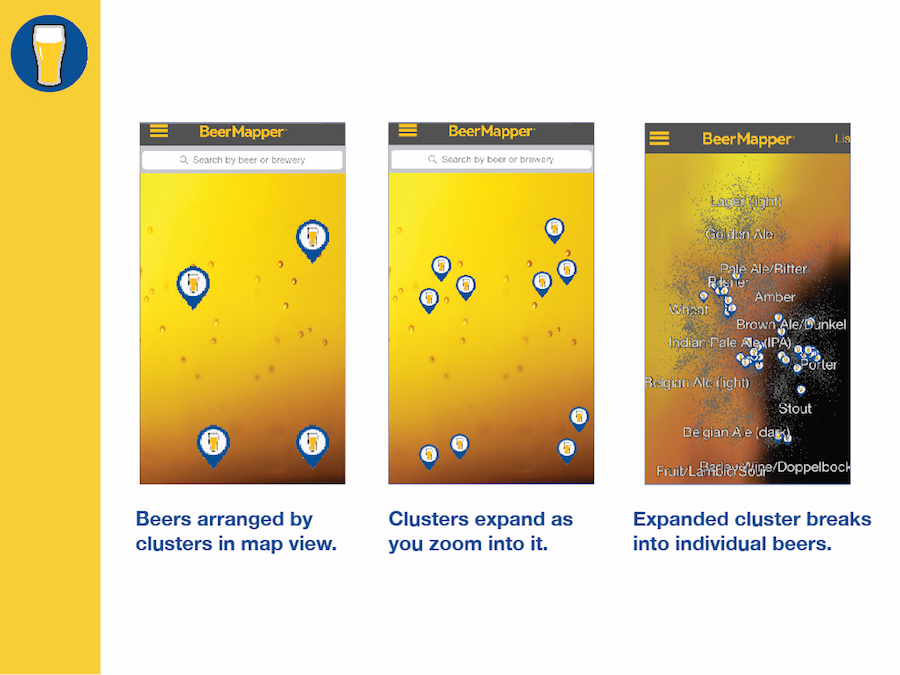 BeerMapper
Search by beer or brewery
BeerMapper
Search by beer or brewery
BeerMapper Lis
Lager (light)
Golden Ale
Pale Ale/Bitter
Pilsner
Amber
Wheat
Brown Ale/Dunkel
Indian Pale Ale (IPA)
Porter
Belgian Ale (light)
Stout
Belgian Ale (dark)
BarleyWine/Doppelbock
Fruit/Lambic/Sour
Beers arranged by
clusters in map view.
Clusters expand as
you zoom into it.
Expanded cluster breaks
into individual beers.